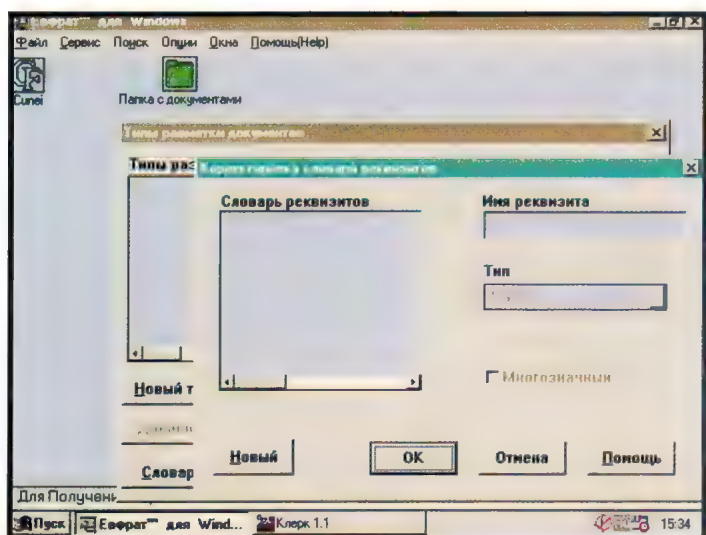 Евфрат™ для Windows
Файл Сервис Поиск Опции Окна Помощь(Help)
Cunei
Папка с документами
Типы разметки документов
Типы раз
Словарь реквизитов
Имя реквизита
Тип
Многозначный
Новый т
Словар
Новый
OK
Отмена
Помощь
Для Получень
Пуск
Евфрат™ для Wind...
Клерк 1.1
15:34